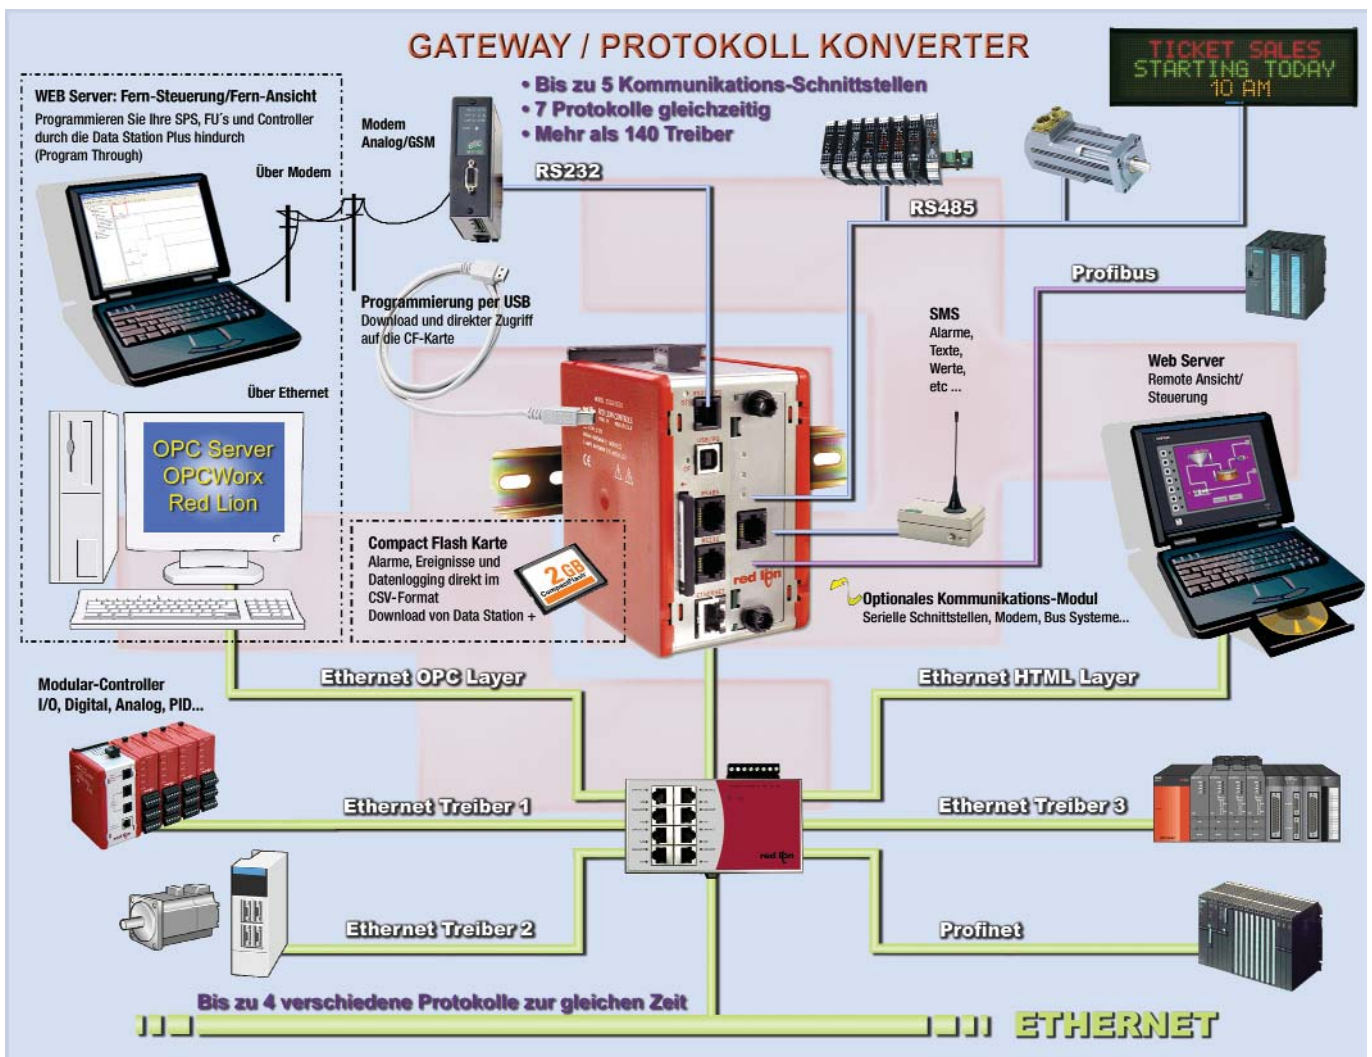 GATEWAY / PROTOKOLL KONVERTER
• Bis zu 5 Kommunikations-Schnittstellen
• 7 Protokolle gleichzeitig
• Mehr als 140 Treiber
TICKET SALES
STARTING TODAY
10 AM
WEB Server: Fern-Steuerung/Fern-Ansicht
Programmieren Sie Ihre SPS, FU´s und Controller
durch die Data Station Plus hindurch
(Program Through)
Über Modem
Modem
Analog/GSM
RS232
RS485
Profibus
Programmierung per USB
Download und direkter Zugriff
auf die CF-Karte
SMS
Alarme,
Texte,
Werte,
etc ...
Web Server
Remote Ansicht/
Steuerung
Über Ethernet
OPC Server
OPCWorx
Red Lion
Compact Flash Karte
Alarme, Ereignisse und
Datenlogging direkt im
CSV-Format
Download von Data Station +
2GB
CompactFlash
red lion
ETHERNET
Optionales Kommunikations-Modul
Serielle Schnittstellen, Modem, Bus Systeme...
Ethernet OPC Layer
Ethernet HTML Layer
Modular-Controller
I/O, Digital, Analog, PID...
red lion
Ethernet Treiber 1
Ethernet Treiber 3
red lion
Ethernet Treiber 2
Profinet
Bis zu 4 verschiedene Protokolle zur gleichen Zeit
ETHERNET